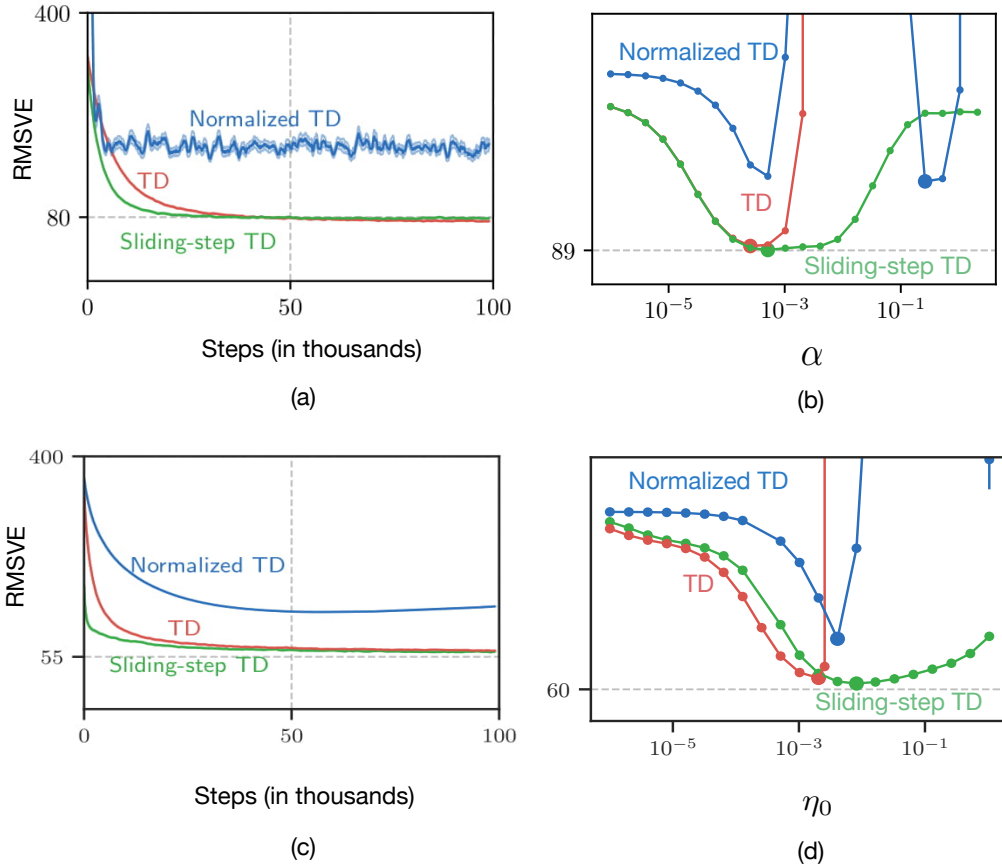 400
RMSVE
Normalized TD
TD
80
Sliding-step TD
0
50
100
Steps (in thousands)
(a)
Normalized TD
TD
89
Sliding-step TD
10⁻⁵
10⁻³
10⁻¹
α
(b)
400
RMSVE
Normalized TD
TD
55
Sliding-step TD
0
50
100
Steps (in thousands)
(c)
Normalized TD
TD
60
Sliding-step TD
10⁻⁵
10⁻³
10⁻¹
η₀
(d)